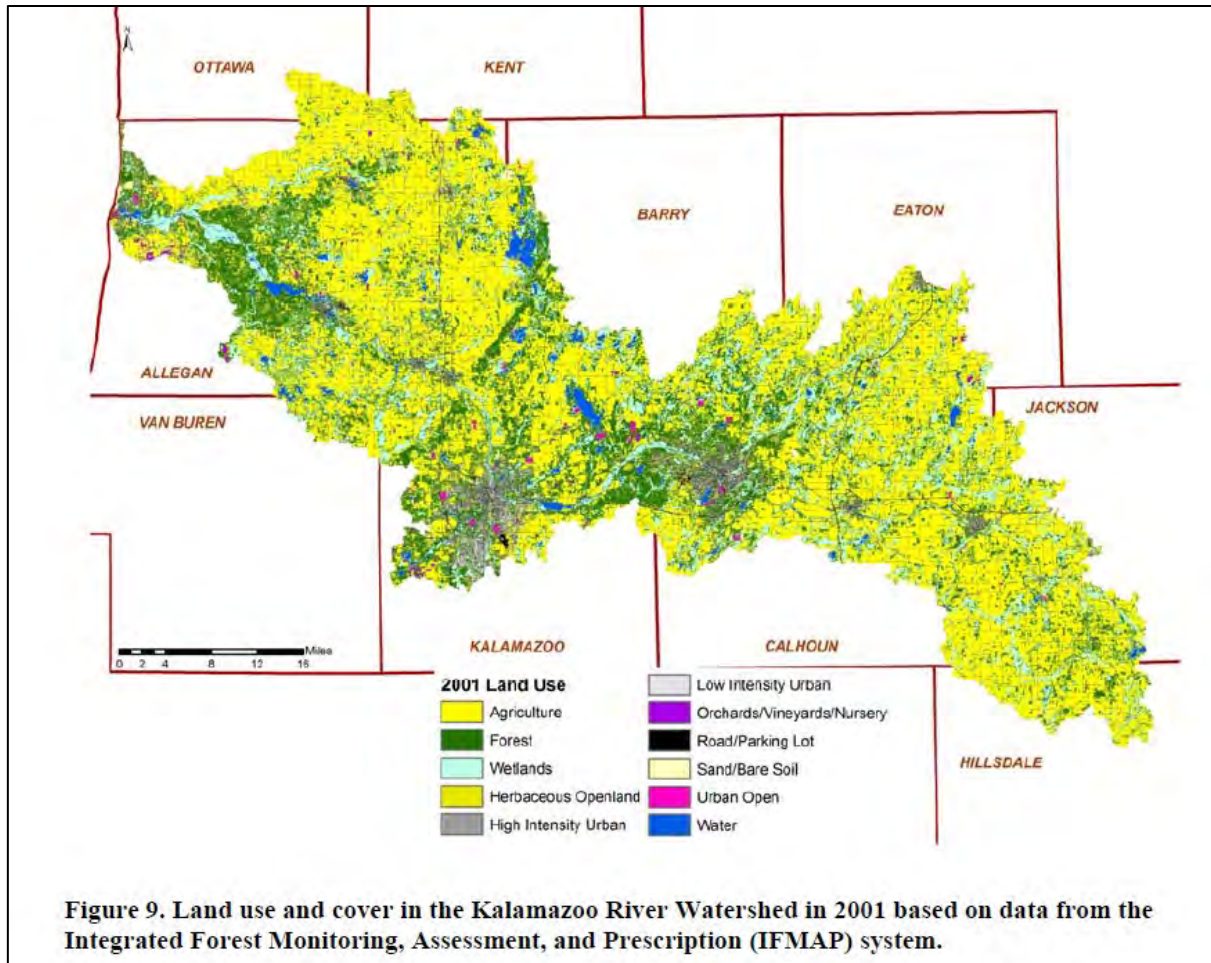 N
OTTAWA
KENT
BARRY
EATON
ALLEGAN
VAN BUREN
JACKSON
Miles
0 2 4 8 12 16
KALAMAZOO
CALHOUN
HILLSDALE
2001 Land Use
Agriculture
Forest
Wetlands
Herbaceous Openland
High Intensity Urban
Low Intensity Urban
Orchards/Vineyards/Nursery
Road/Parking Lot
Sand/Bare Soil
Urban Open
Water
Figure 9. Land use and cover in the Kalamazoo River Watershed in 2001 based on data from the
Integrated Forest Monitoring, Assessment, and Prescription (IFMAP) system.